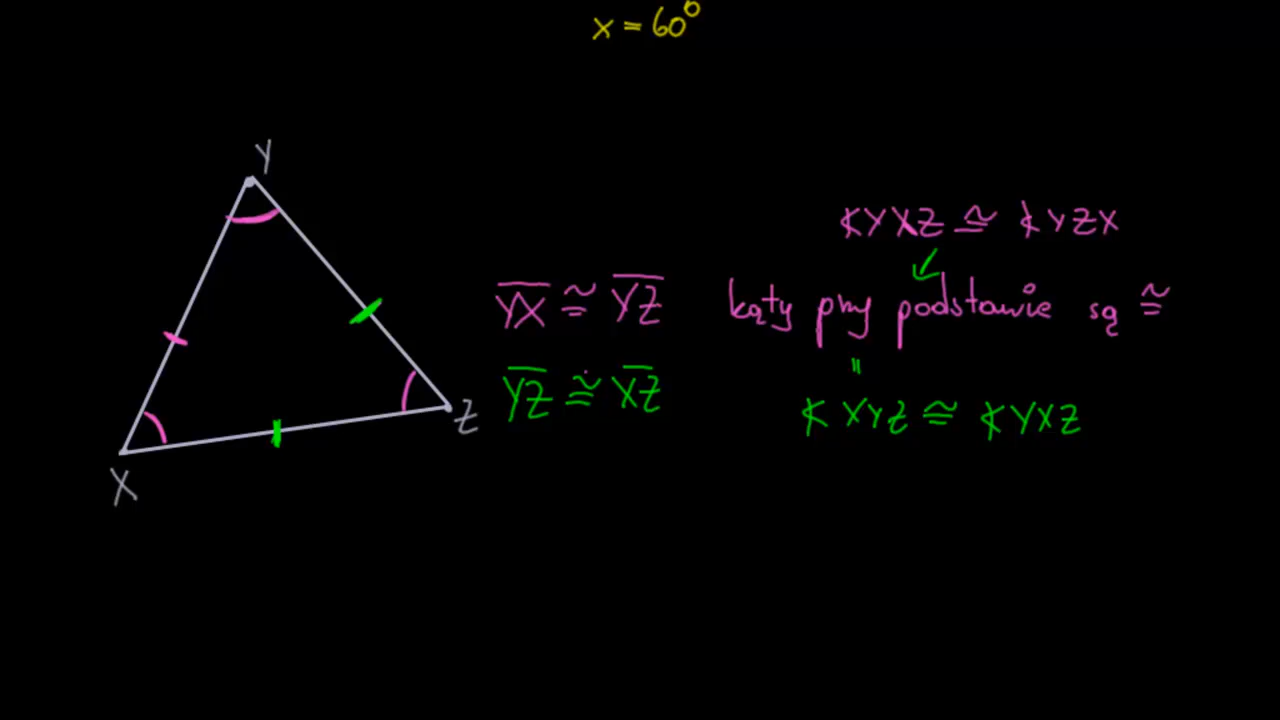 x = 60°
Y
∢YXZ ≅ ∢YZX
YX ≅ YZ
kąty przy podstawie są ≅
YZ ≅ XZ
"
∢XYZ ≅ ∢YXZ
Z
X